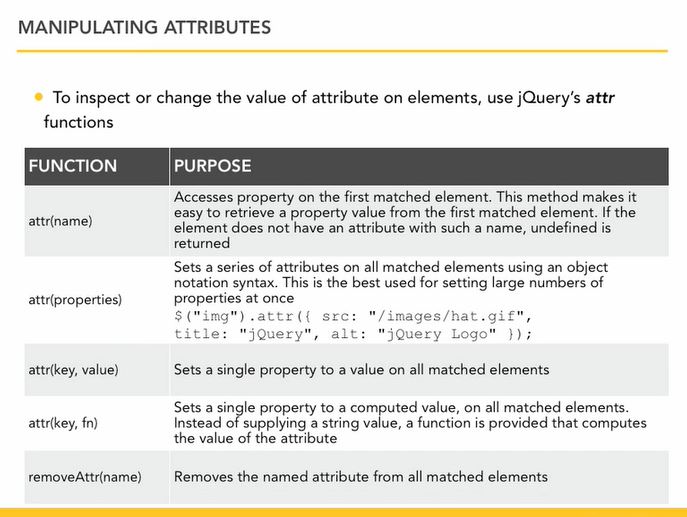 MANIPULATING ATTRIBUTES
• To inspect or change the value of attribute on elements, use jQuery's attr
functions
FUNCTION PURPOSE
attr(name)
Accesses property on the first matched element. This method makes it
easy to retrieve a property value from the first matched element. If the
element does not have an attribute with such a name, undefined is
returned
attr(properties)
Sets a series of attributes on all matched elements using an object
notation syntax. This is the best used for setting large numbers of
properties at once
$("img").attr({ src: "/images/hat.gif",
title: "jQuery", alt: "jQuery Logo" });
attr(key, value) Sets a single property to a value on all matched elements
attr(key, fn)
Sets a single property to a computed value, on all matched elements.
Instead of supplying a string value, a function is provided that computes
the value of the attribute
removeAttr(name) Removes the named attribute from all matched elements